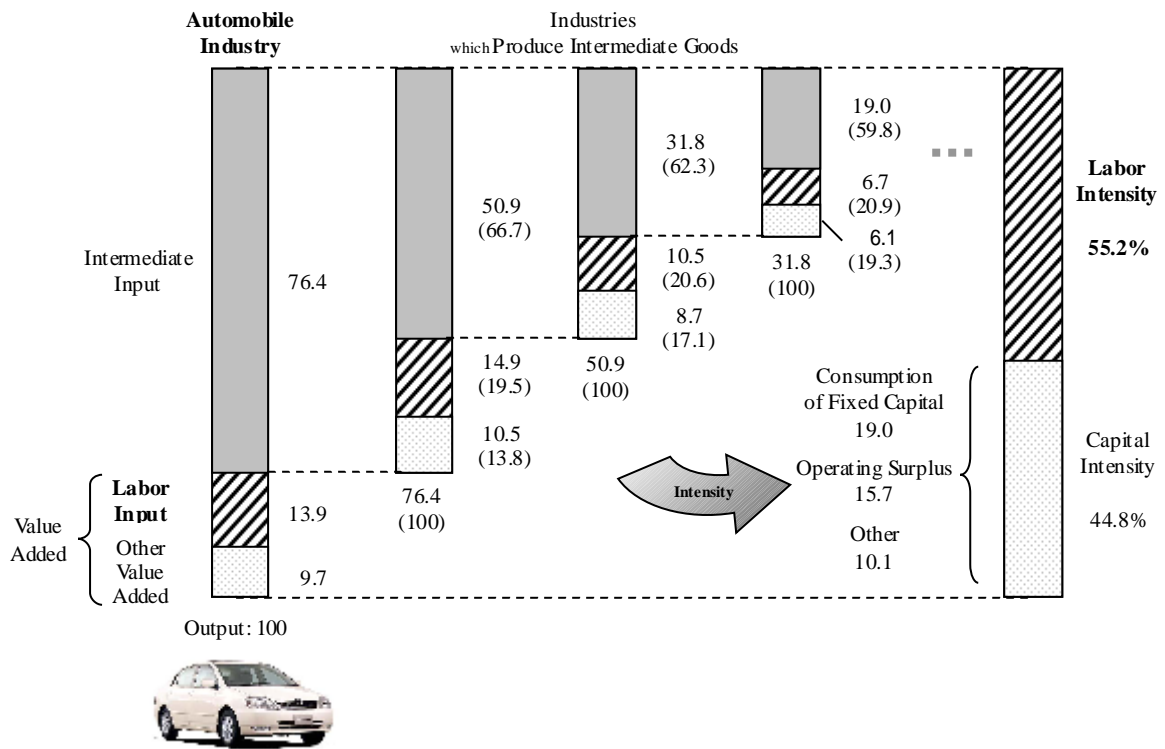 Automobile
Industry
Industries
which Produce Intermediate Goods
Intermediate
Input
76.4
Value
Added
Labor
Input
13.9
Other
Value
Added
9.7
Output: 100
50.9
(66.7)
14.9
(19.5)
10.5
(13.8)
76.4
(100)
31.8
(62.3)
10.5
(20.6)
8.7
(17.1)
50.9
(100)
19.0
(59.8)
6.7
(20.9)
6.1
(19.3)
31.8
(100)
Intensity
Consumption
of Fixed Capital
19.0
Operating Surplus
15.7
Other
10.1
Labor
Intensity
55.2%
Capital
Intensity
44.8%